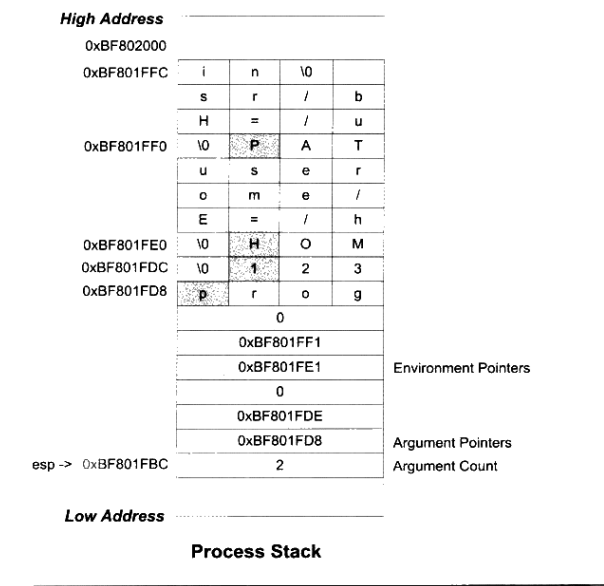 High Address
0xBF802000
0xBF801FFC i n \0
s r / b
H = / u
0xBF801FF0 \0 P A T
u s e r
o m e /
E = / h
0xBF801FE0 \0 H O M
0xBF801FDC \0 1 2 3
0xBF801FD8 p r o g
0
0xBF801FF1
0xBF801FE1 Environment Pointers
0
0xBF801FDE
0xBF801FD8 Argument Pointers
esp -> 0xBF801FBC 2 Argument Count
Low Address
Process Stack